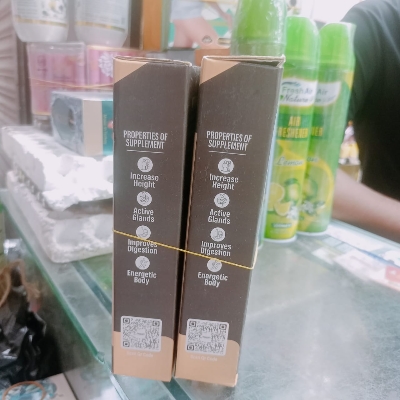 PROPERTIES OF
SUPPLEMENT
Increase
Height
Active
Glands
Improves
Digestion
Energetic
Body
PROPERTIES OF
SUPPLEMENT
Increase
Height
Active
Glands
Improves
Digestion
Energetic
Body
AIR
FRESHENER